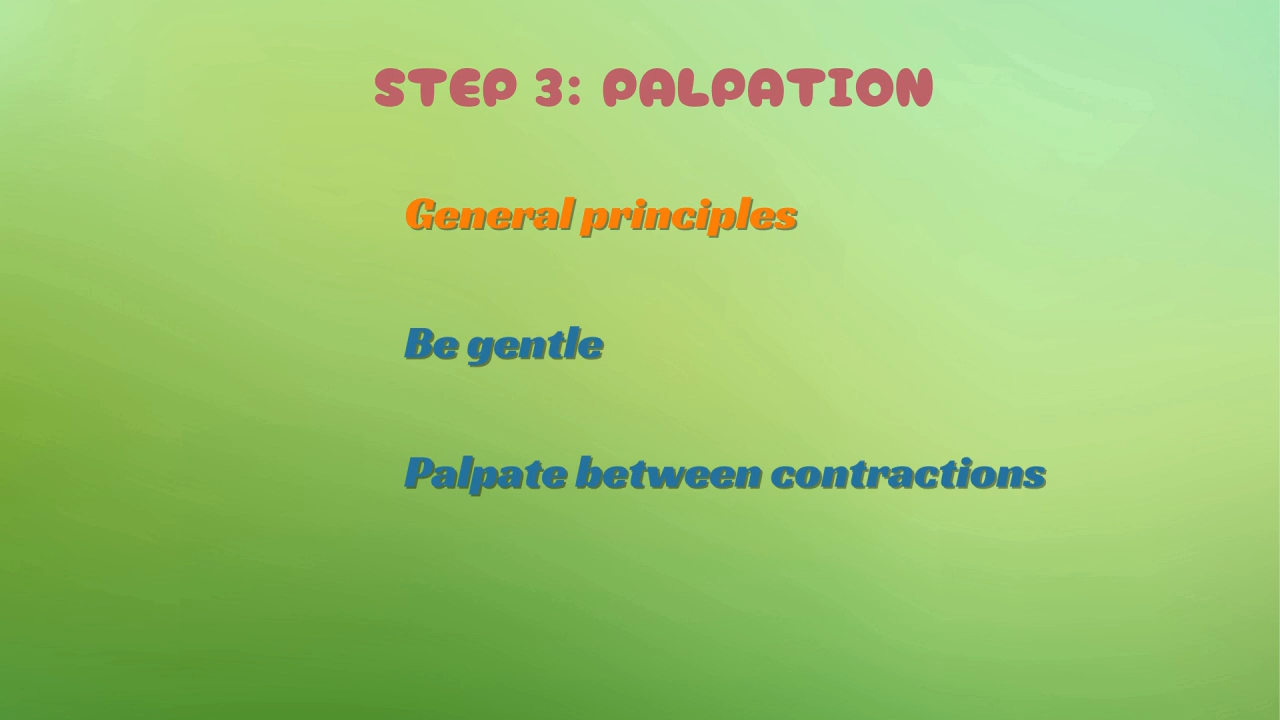 STEP 3: PALPATION
General principles
Be gentle
Palpate between contractions